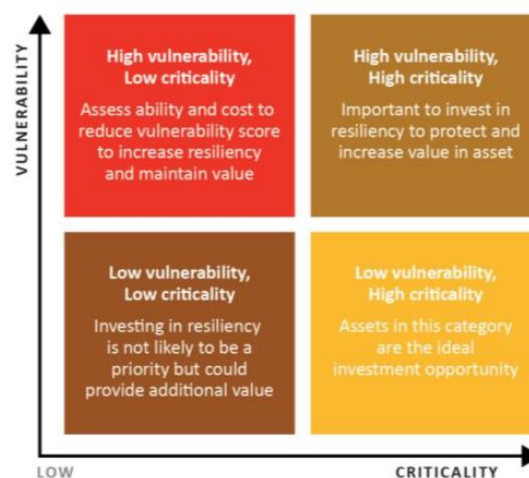 VULNERABILITY
High vulnerability,
Low criticality
Assess ability and cost to
reduce vulnerability score
to increase resiliency
and maintain value
High vulnerability,
High criticality
Important to invest in
resiliency to protect and
increase value in asset
Low vulnerability,
Low criticality
Investing in resiliency
is not likely to be a
priority but could
provide additional value
Low vulnerability,
High criticality
Assets in this category
are the ideal
investment opportunity
LOW
CRITICALITY